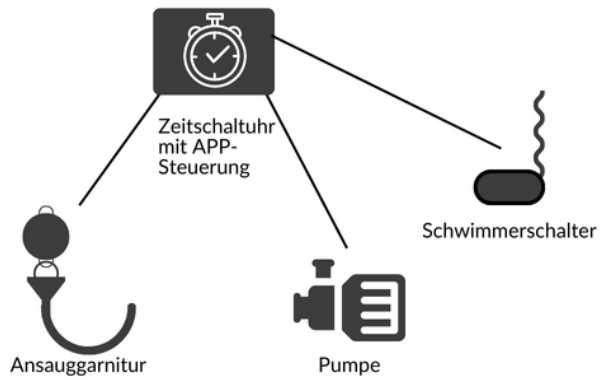 Zeitschaltuhr
mit APP-
Steuerung
Schwimmerschalter
Ansauggarnitur
Pumpe